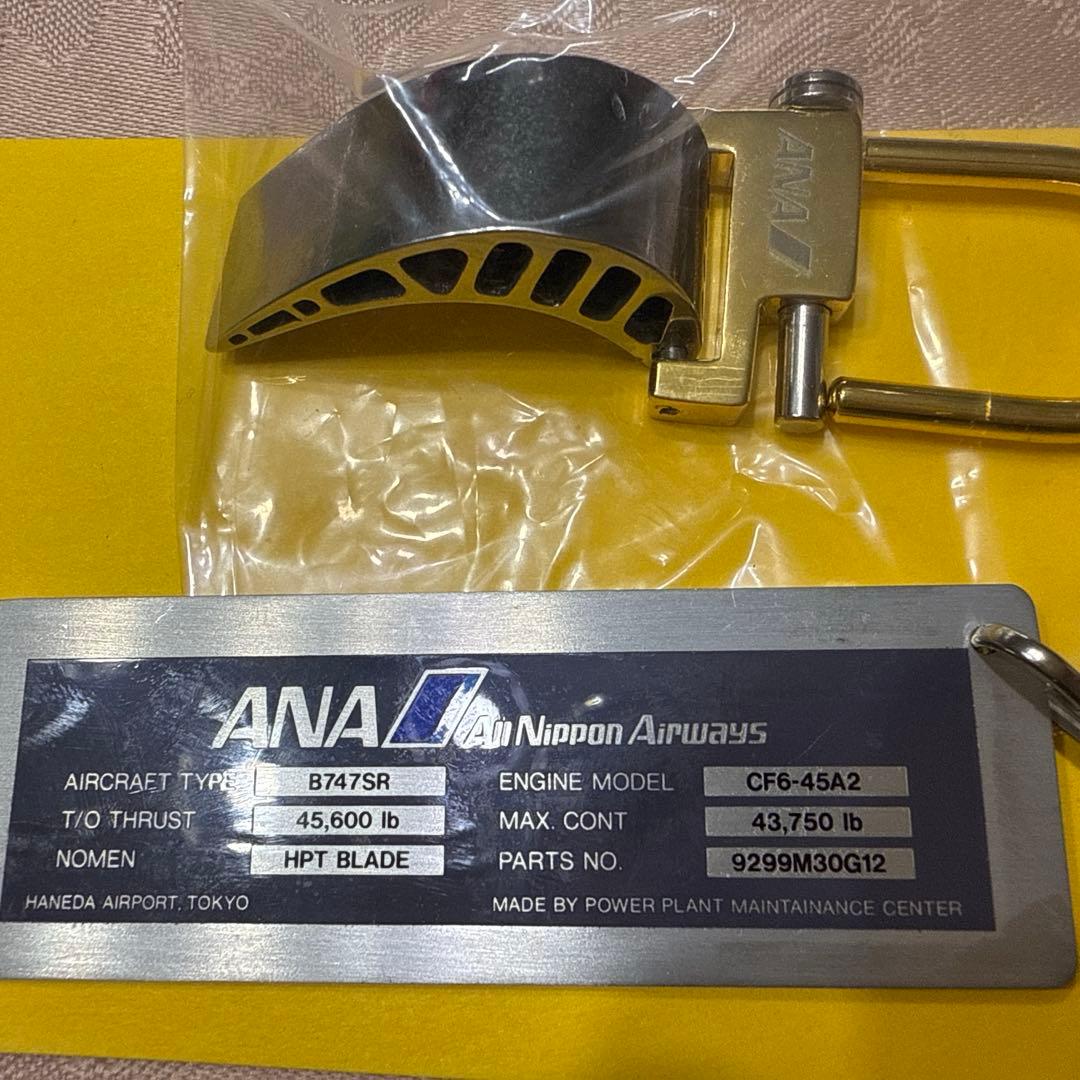 ANA
ANA All Nippon Airways
AIRCRAFT TYPE B747SR ENGINE MODEL CF6-45A2
T/O THRUST 45,600 lb MAX. CONT 43,750 lb
NOMEN HPT BLADE PARTS NO. 9299M30G12
HANEDA AIRPORT, TOKYO MADE BY POWER PLANT MAINTAINANCE CENTER